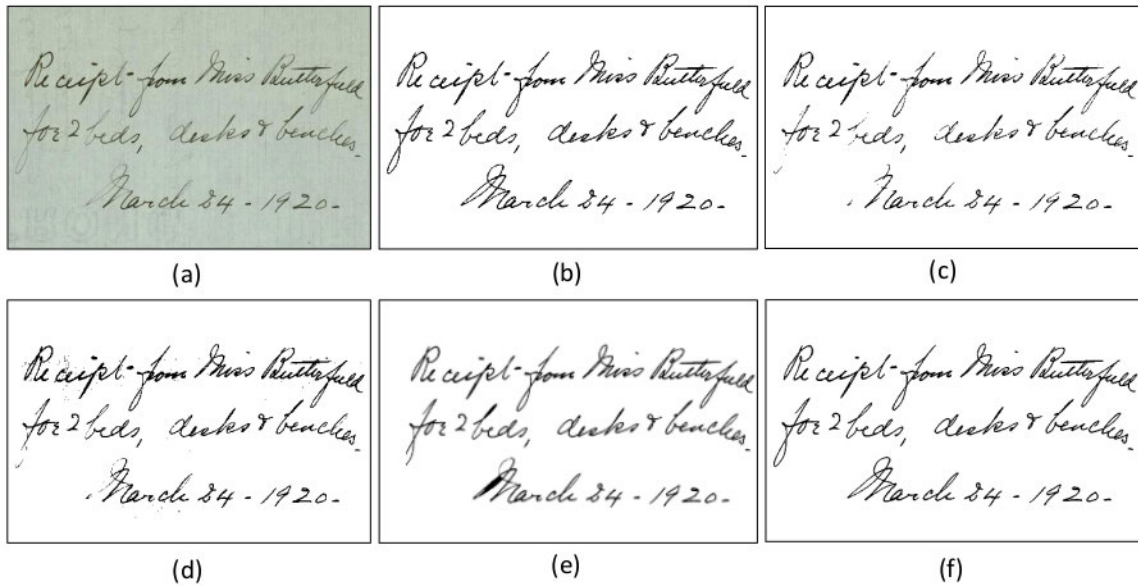 Receipt - from Miss Butterfield
for 2 beds, desks & benches.
March 24 - 1920 -
Receipt - from Miss Butterfield
for 2 beds, desks & benches.
March 24 - 1920 -
Receipt - from Miss Butterfield
for 2 beds, desks & benches.
March 24 - 1920 -
(a)
(b)
(c)
Receipt - from Miss Butterfield
for 2 beds, desks & benches.
March 24 - 1920 -
Receipt - from Miss Butterfield
for 2 beds, desks & benches.
March 24 - 1920 -
Receipt - from Miss Butterfield
for 2 beds, desks & benches.
March 24 - 1920 -
(d)
(e)
(f)